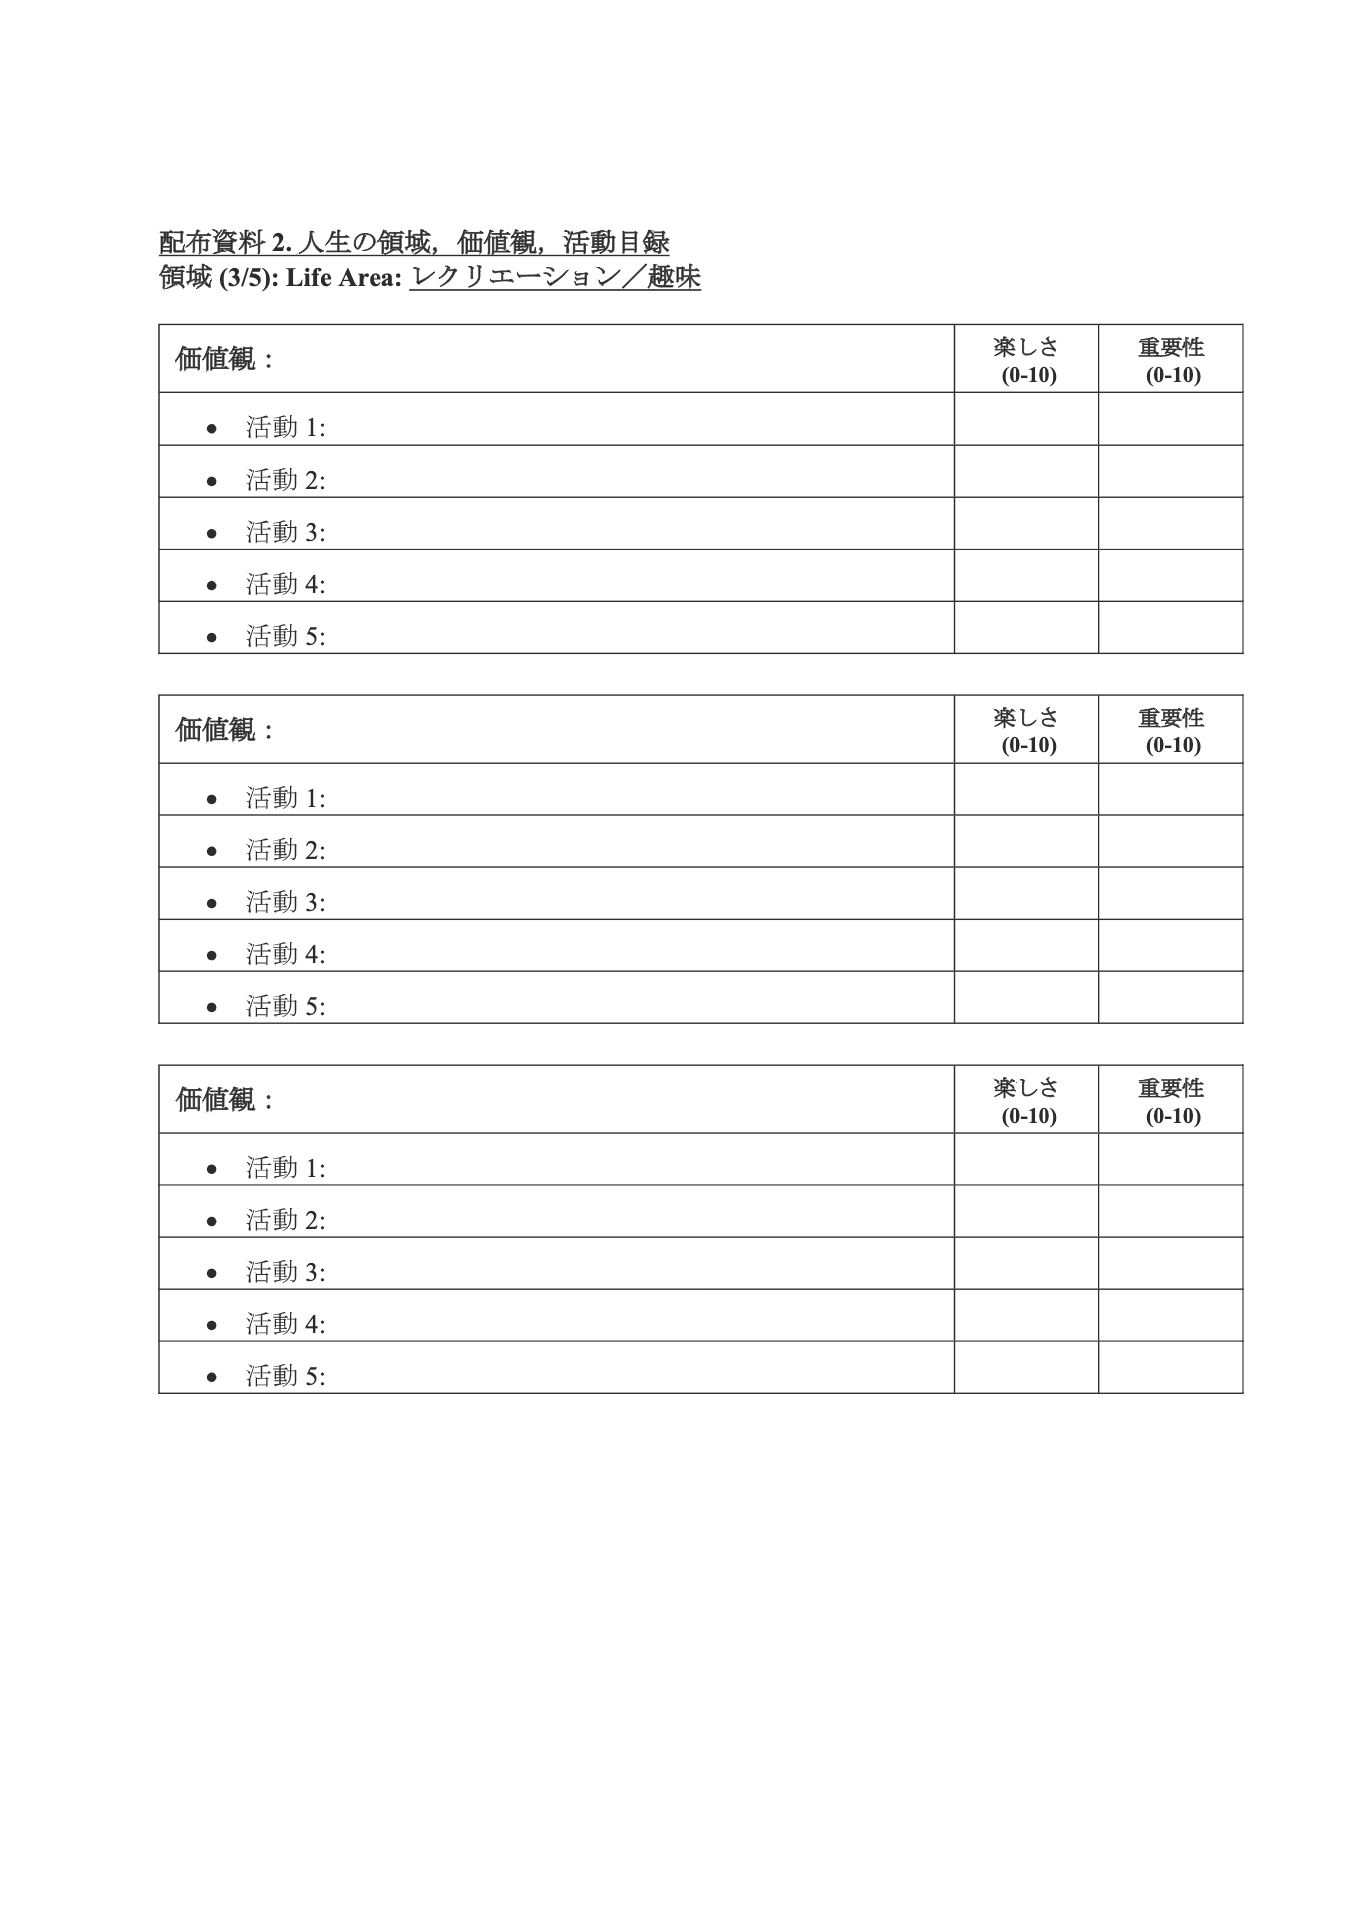 配布資料 2. 人生の領域，価値観，活動目録
領域 (3/5): Life Area: レクリエーション／趣味
価値観：
楽しさ
(0-10)
重要性
(0-10)
• 活動 1:
• 活動 2:
• 活動 3:
• 活動 4:
• 活動 5:
価値観：
楽しさ
(0-10)
重要性
(0-10)
• 活動 1:
• 活動 2:
• 活動 3:
• 活動 4:
• 活動 5:
価値観：
楽しさ
(0-10)
重要性
(0-10)
• 活動 1:
• 活動 2:
• 活動 3:
• 活動 4:
• 活動 5: